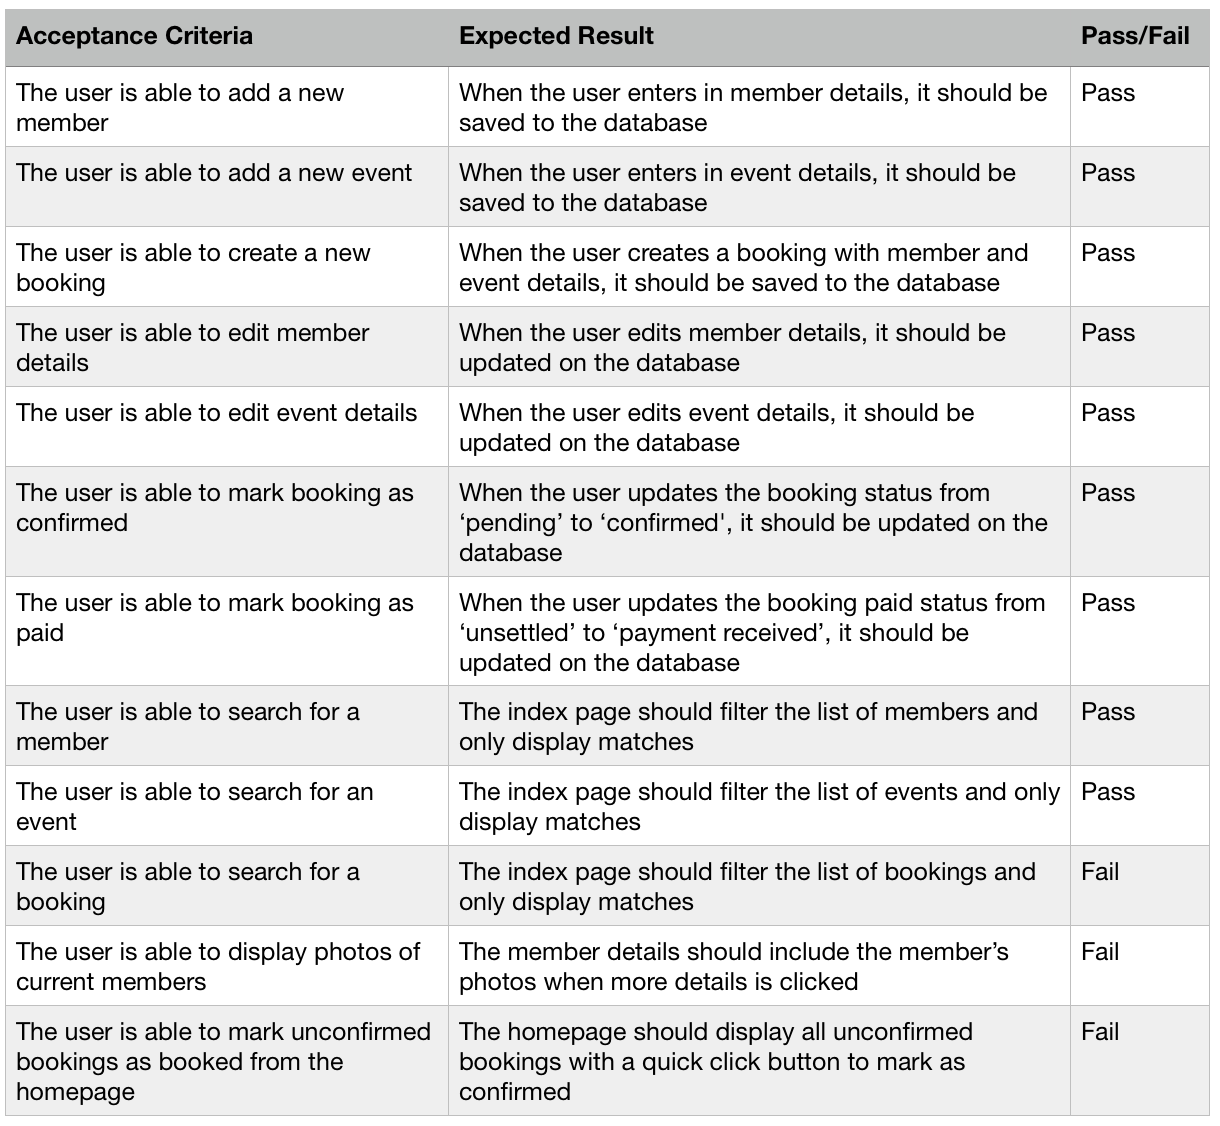 Acceptance Criteria Expected Result Pass/Fail
The user is able to add a new
member
When the user enters in member details, it should be
saved to the database
Pass
The user is able to add a new event
When the user enters in event details, it should be
saved to the database
Pass
The user is able to create a new
booking
When the user creates a booking with member and
event details, it should be saved to the database
Pass
The user is able to edit member
details
When the user edits member details, it should be
updated on the database
Pass
The user is able to edit event details
When the user edits event details, it should be
updated on the database
Pass
The user is able to mark booking as
confirmed
When the user updates the booking status from
‘pending’ to ‘confirmed', it should be updated on the
database
Pass
The user is able to mark booking as
paid
When the user updates the booking paid status from
‘unsettled’ to ‘payment received’, it should be
updated on the database
Pass
The user is able to search for a
member
The index page should filter the list of members and
only display matches
Pass
The user is able to search for an
event
The index page should filter the list of events and only
display matches
Pass
The user is able to search for a
booking
The index page should filter the list of bookings and
only display matches
Fail
The user is able to display photos of
current members
The member details should include the member’s
photos when more details is clicked
Fail
The user is able to mark unconfirmed
bookings as booked from the
homepage
The homepage should display all unconfirmed
bookings with a quick click button to mark as
confirmed
Fail